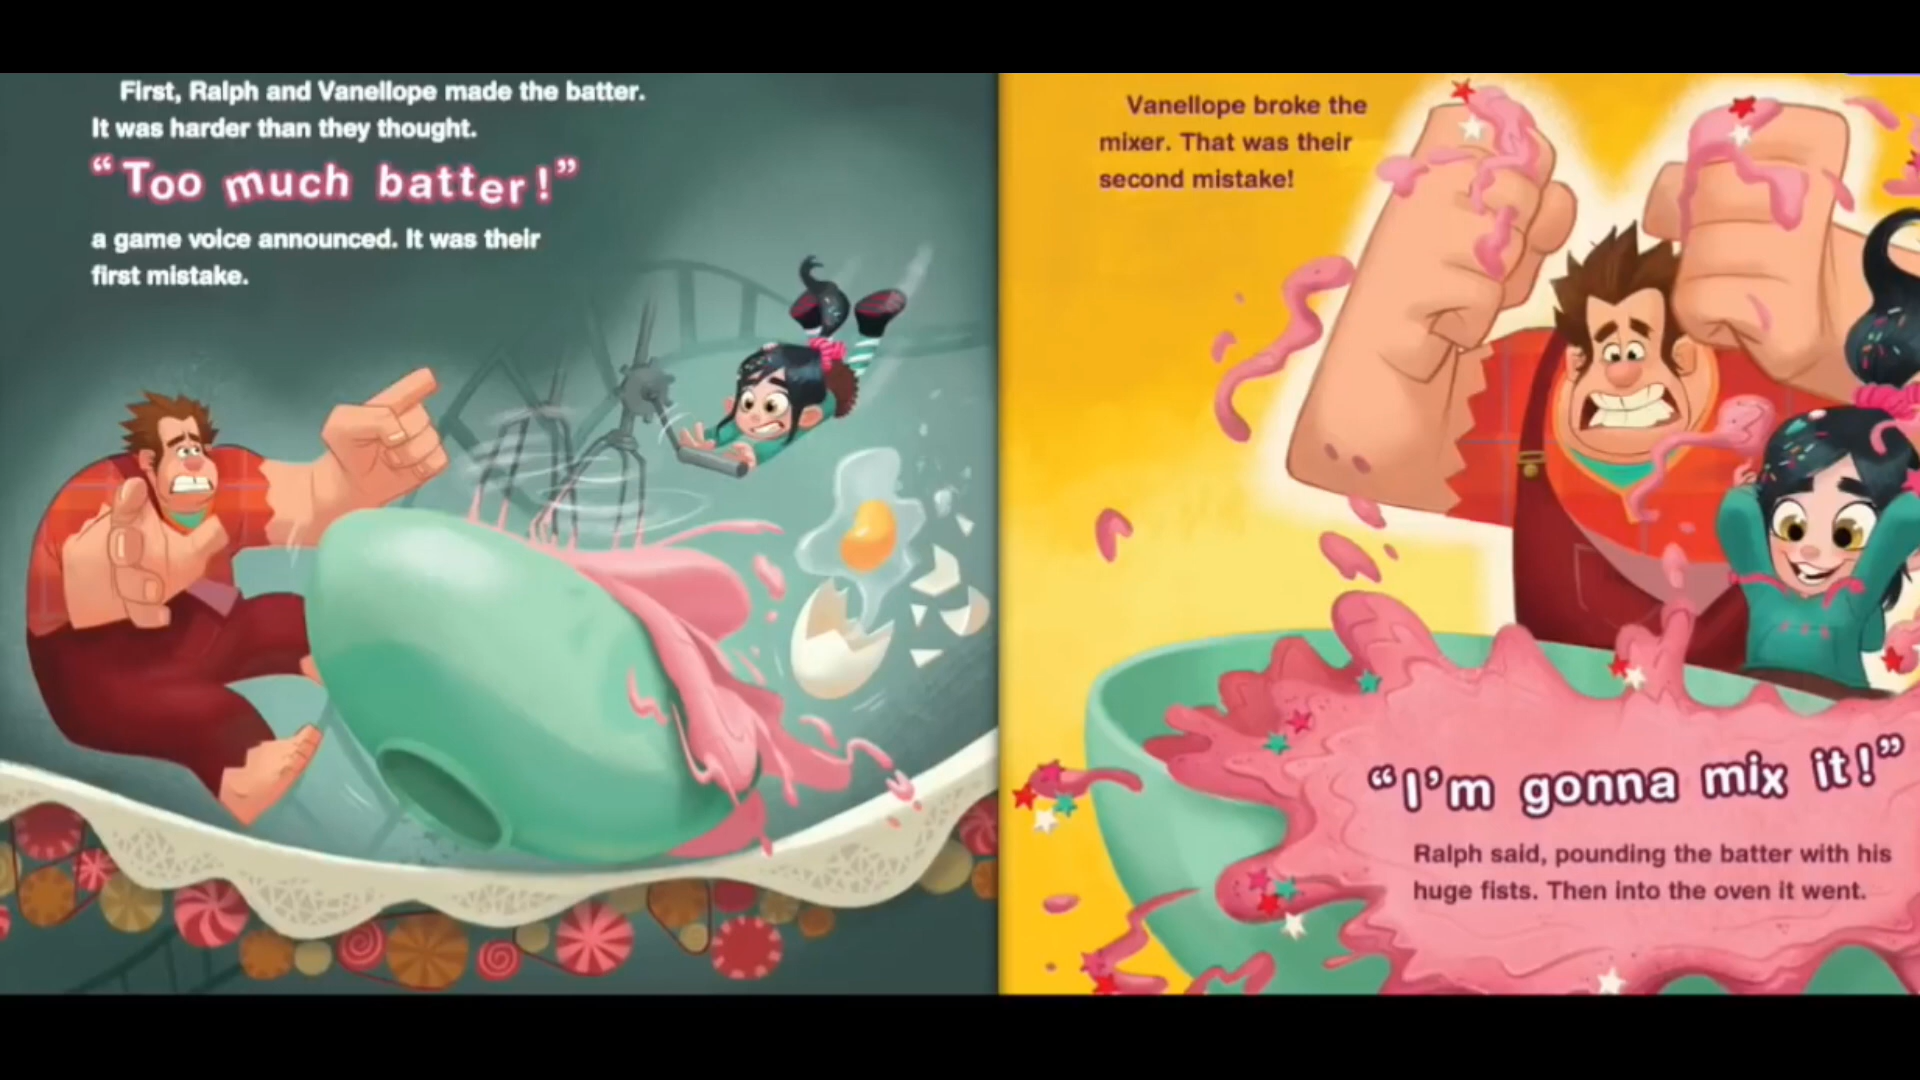 First, Ralph and Vanellope made the batter.
It was harder than they thought.
“Too much batter!”
a game voice announced. It was their
first mistake.
Vanellope broke the
mixer. That was their
second mistake!
“I’m gonna mix it!”
Ralph said, pounding the batter with his
huge fists. Then into the oven it went.